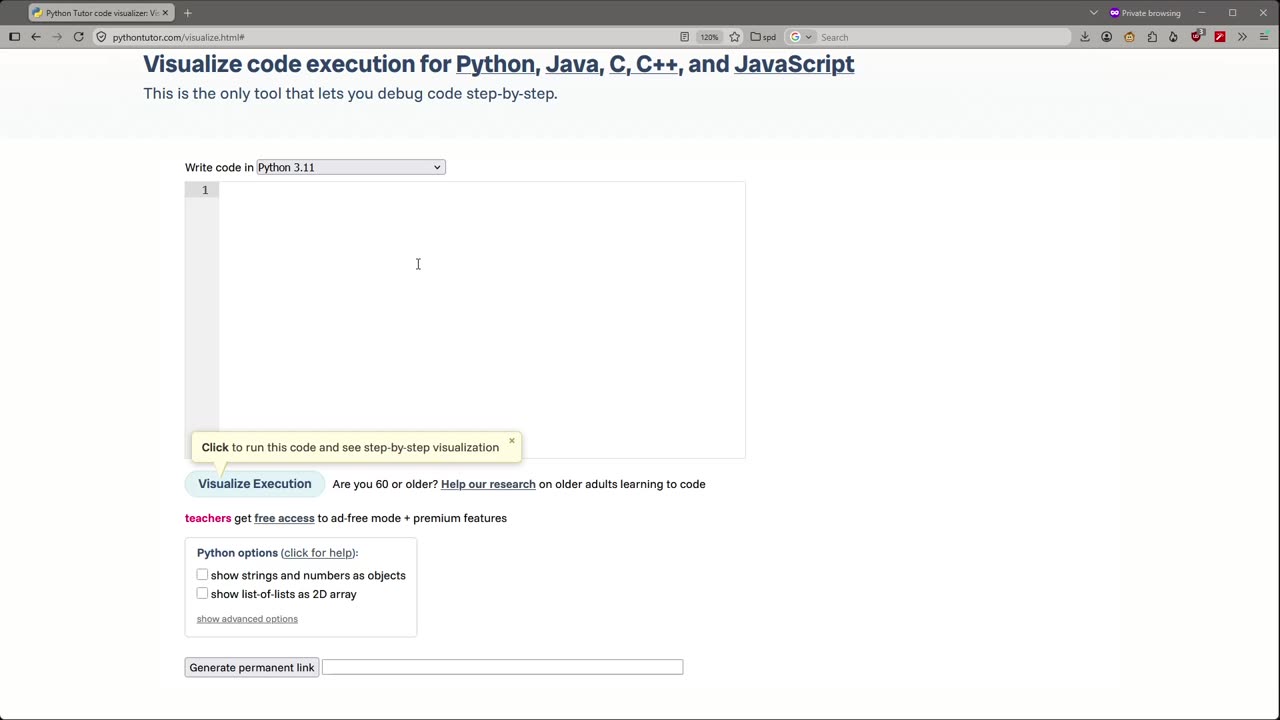 Python Tutor code visualizer: Vi
Private browsing
pythontutor.com/visualize.html#
120%
spd
Search
Visualize code execution for Python, Java, C, C++, and JavaScript
This is the only tool that lets you debug code step-by-step.
Write code in Python 3.11
1
Click to run this code and see step-by-step visualization
Visualize Execution Are you 60 or older? Help our research on older adults learning to code
teachers get free access to ad-free mode + premium features
Python options (click for help):
show strings and numbers as objects
show list-of-lists as 2D array
show advanced options
Generate permanent link